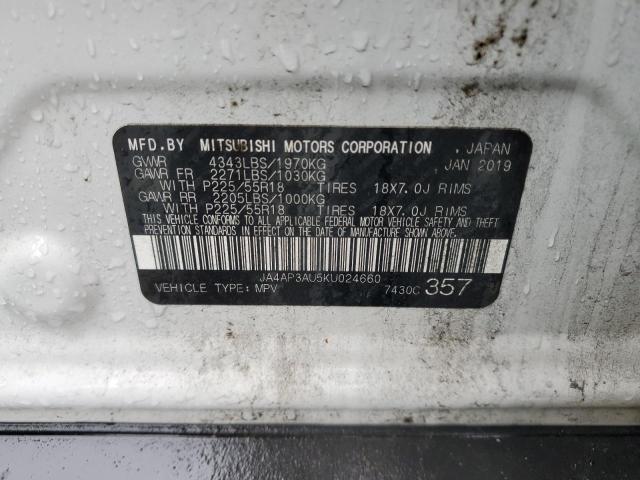 MFD.BY MITSUBISHI MOTORS CORPORATION , JAPAN
GVWR 4343LBS/1970KG JAN 2019
GAWR FR 2271LBS/1030KG
WITH P225/55R18 TIRES 18X7.0J RIMS
GAWR RR 2205LBS/1000KG
WITH P225/55R18 TIRES 18X7.0J RIMS
THIS VEHICLE CONFORMS TO ALL APPLICABLE FEDERAL MOTOR VEHICLE SAFETY AND
THEFT PREVENTION STANDARDS IN EFFECT ON THE DATE OF MANUFACTURE SHOWN ABOVE.
JA4AP3AU5KU024660
VEHICLE TYPE: MPV 7430C 357